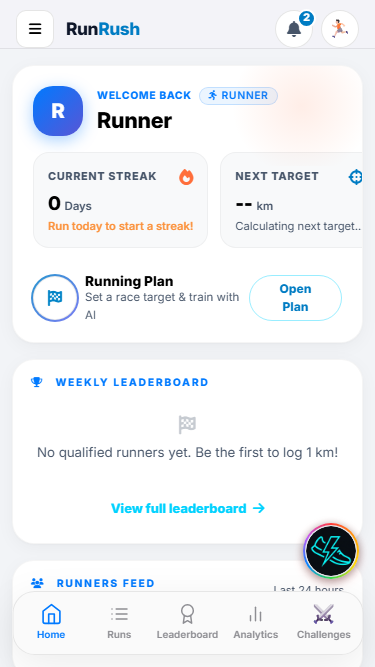 RunRush
2
R
WELCOME BACK RUNNER
Runner
CURRENT STREAK
0 Days
Run today to start a streak!
NEXT TARGET
-- km
Calculating next target..
Running Plan
Set a race target & train with
AI
Open
Plan
WEEKLY LEADERBOARD
No qualified runners yet. Be the first to log 1 km!
View full leaderboard →
RUNNERS FEED
Last 24 hours
Home
Runs
Leaderboard
Analytics
Challenges